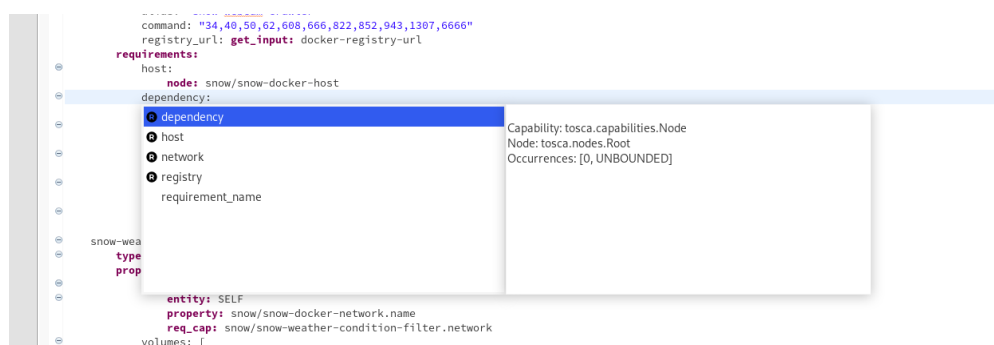 command: "34,40,50,62,608,666,822,852,943,1307,6666"
registry_url: get_input: docker-registry-url
requirements:
host:
node: snow/snow-docker-host
dependency:
dependency
host
network
registry
requirement_name
Capability: tosca.capabilities.Node
Node: tosca.nodes.Root
Occurrences: [0, UNBOUNDED]
snow-wea
type
prop
entity: SELF
property: snow/snow-docker-network.name
req_cap: snow/snow-weather-condition-filter.network
volumes: [